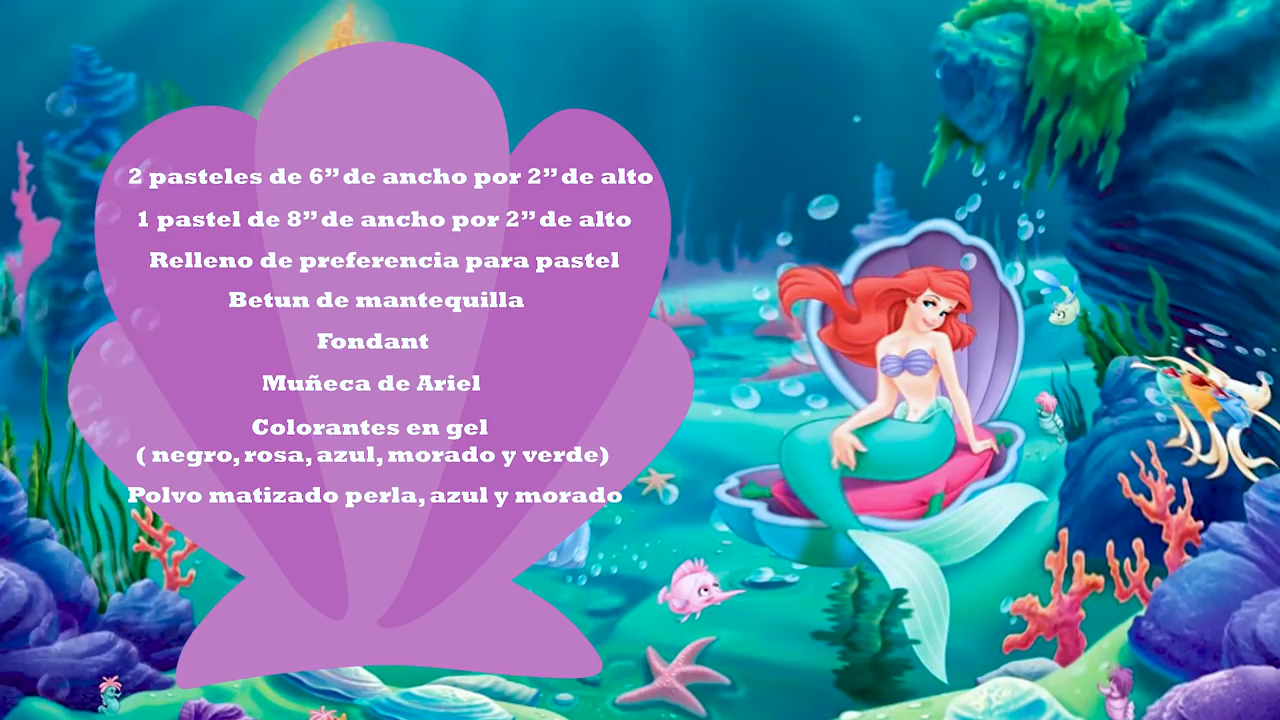 2 pasteles de 6” de ancho por 2” de alto
1 pastel de 8” de ancho por 2” de alto
Relleno de preferencia para pastel
Betun de mantequilla
Fondant
Muñeca de Ariel
Colorantes en gel
( negro, rosa, azul, morado y verde)
Polvo matizado perla, azul y morado